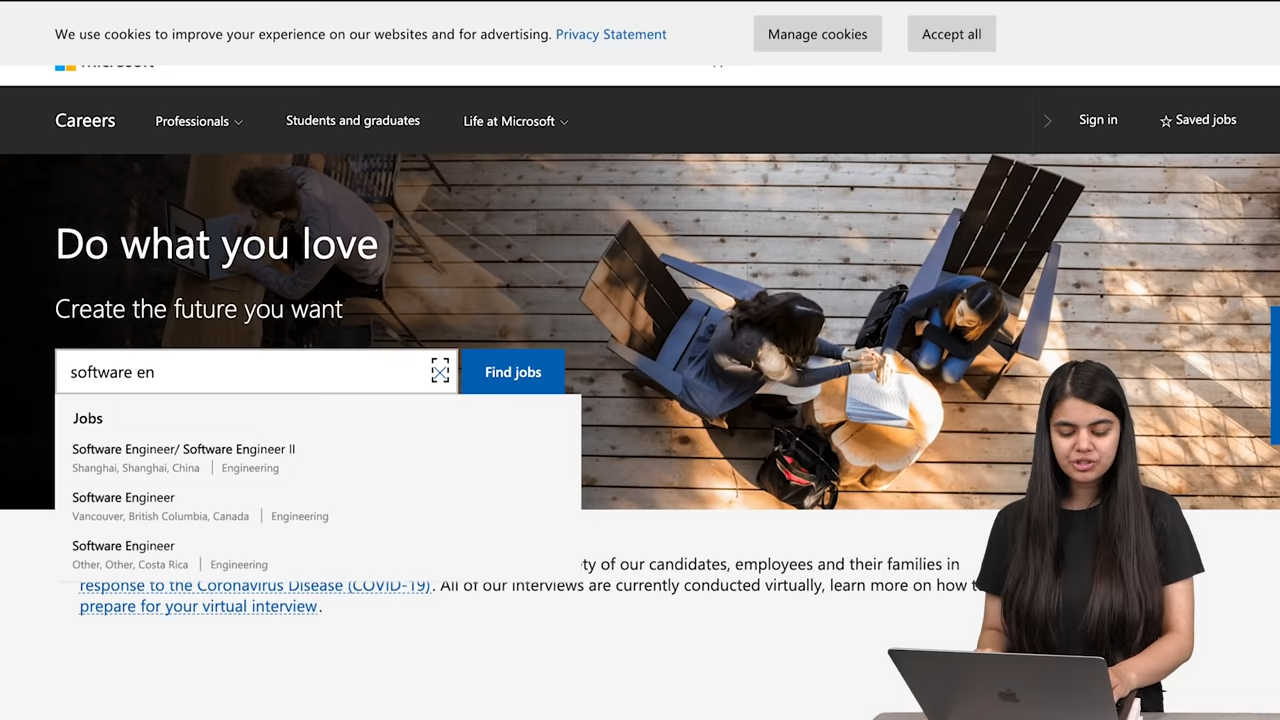 We use cookies to improve your experience on our websites and for advertising. Privacy Statement
Manage cookies
Accept all
Careers
Professionals
Students and graduates
Life at Microsoft
Sign in
Saved jobs
Do what you love
Create the future you want
software en
Find jobs
Jobs
Software Engineer/ Software Engineer II
Shanghai, Shanghai, China | Engineering
Software Engineer
Vancouver, British Columbia, Canada | Engineering
Software Engineer
Other, Other, Costa Rica | Engineering
of our candidates, employees and their families in
response to the Coronavirus Disease (COVID-19). All of our interviews are currently conducted virtually, learn more on how
prepare for your virtual interview.